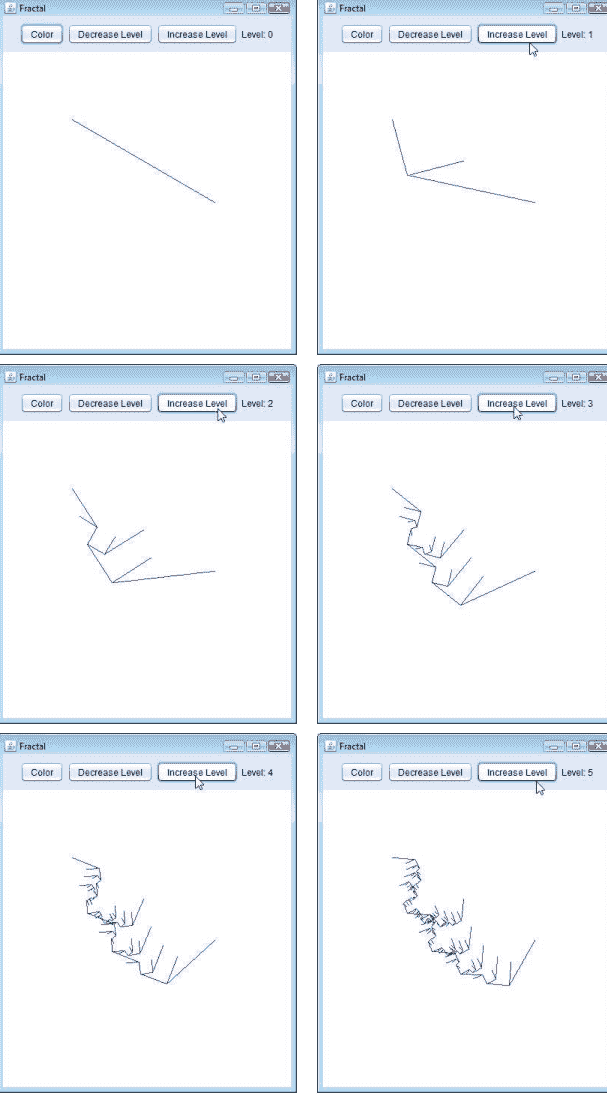 Fractal
Color Decrease Level Increase Level Level: 0
Fractal
Color Decrease Level Increase Level Level: 1
Fractal
Color Decrease Level Increase Level Level: 2
Fractal
Color Decrease Level Increase Level Level: 3
Fractal
Color Decrease Level Increase Level Level: 4
Fractal
Color Decrease Level Increase Level Level: 5